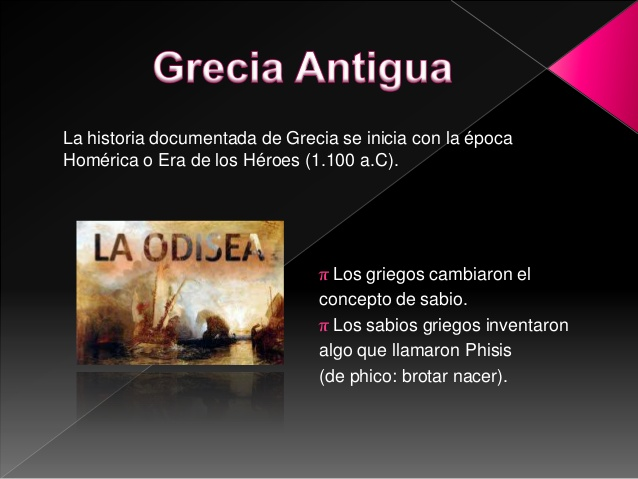 Grecia Antigua
La historia documentada de Grecia se inicia con la época
Homérica o Era de los Héroes (1.100 a.C).
LA ODISEA
π Los griegos cambiaron el
concepto de sabio.
π Los sabios griegos inventaron
algo que llamaron Phisis
(de phico: brotar nacer).